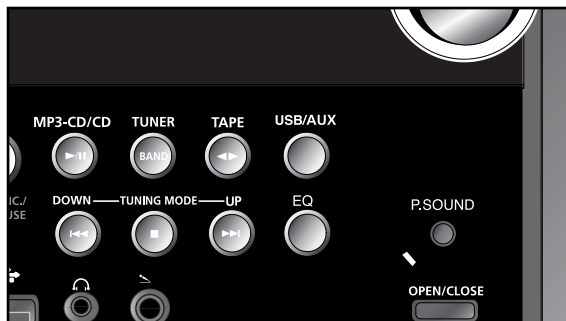 MP3-CD/CD TUNER TAPE USB/AUX
BAND
DOWN TUNING MODE UP EQ
P.SOUND
OPEN/CLOSE